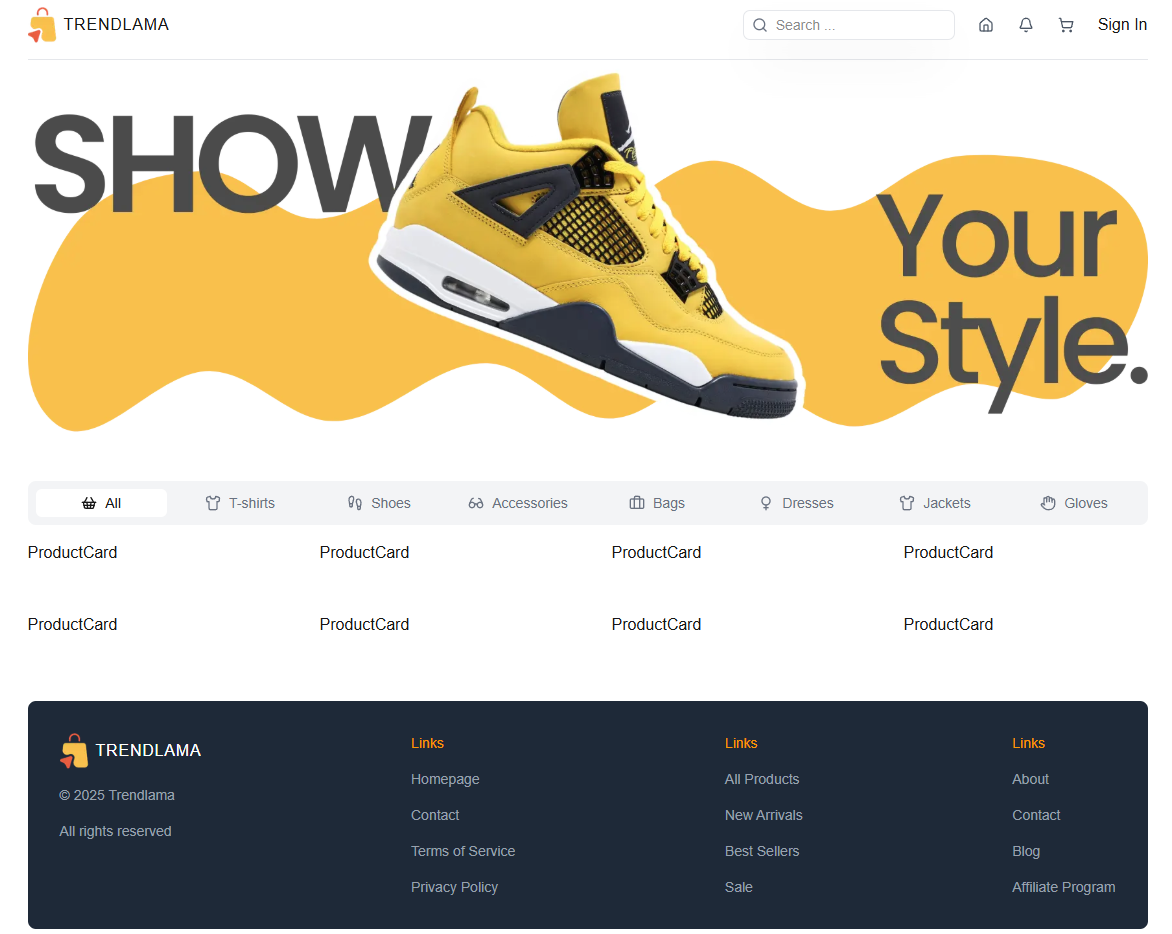 TRENDLAMA
Search ...
Sign In
SHOW
Your
Style.
All
T-shirts
Shoes
Accessories
Bags
Dresses
Jackets
Gloves
ProductCard
ProductCard
ProductCard
ProductCard
ProductCard
ProductCard
ProductCard
ProductCard
TRENDLAMA
© 2025 Trendlama
All rights reserved
Links
Homepage
Contact
Terms of Service
Privacy Policy
Links
All Products
New Arrivals
Best Sellers
Sale
Links
About
Contact
Blog
Affiliate Program